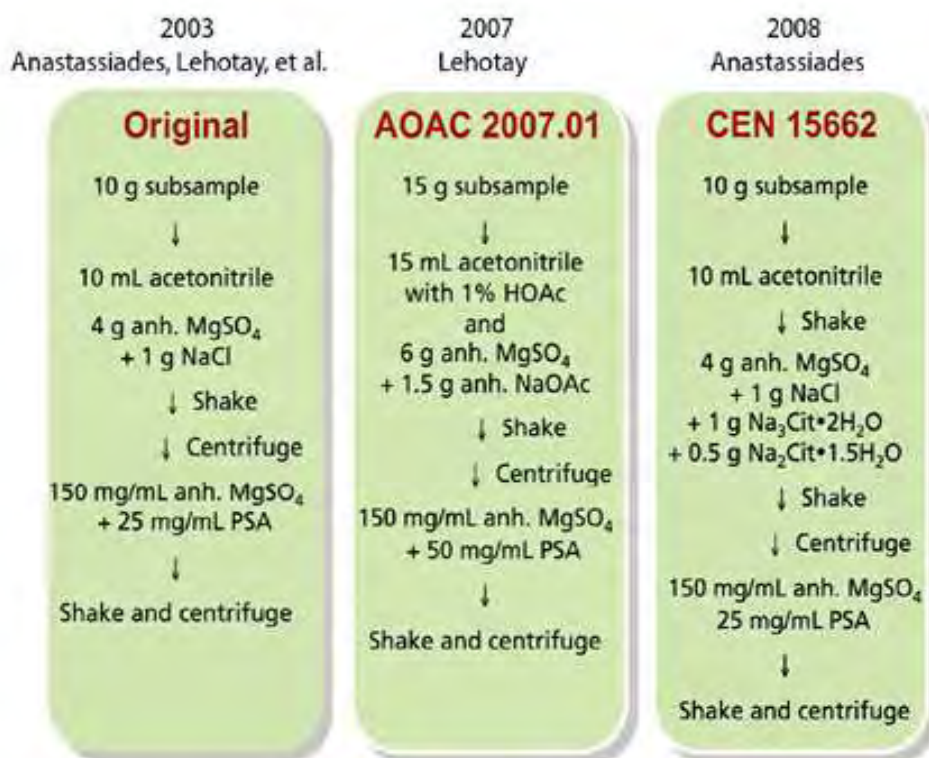 2003
Anastassiades, Lehotay, et al.
Original
10 g subsample
↓
10 mL acetonitrile
4 g anh. MgSO₄
+ 1 g NaCl
↓ Shake
↓ Centrifuge
150 mg/mL anh. MgSO₄
+ 25 mg/mL PSA
↓
Shake and centrifuge
2007
Lehotay
AOAC 2007.01
15 g subsample
↓
15 mL acetonitrile
with 1% HOAc
and
6 g anh. MgSO₄
+ 1.5 g anh. NaOAc
↓ Shake
↓ Centrifuge
150 mg/mL anh. MgSO₄
+ 50 mg/mL PSA
↓
Shake and centrifuge
2008
Anastassiades
CEN 15662
10 g subsample
↓
10 mL acetonitrile
↓ Shake
4 g anh. MgSO₄
+ 1 g NaCl
+ 1 g Na₃Cit•2H₂O
+ 0.5 g Na₂Cit•1.5H₂O
↓ Shake
↓ Centrifuge
150 mg/mL anh. MgSO₄
25 mg/mL PSA
↓
Shake and centrifuge